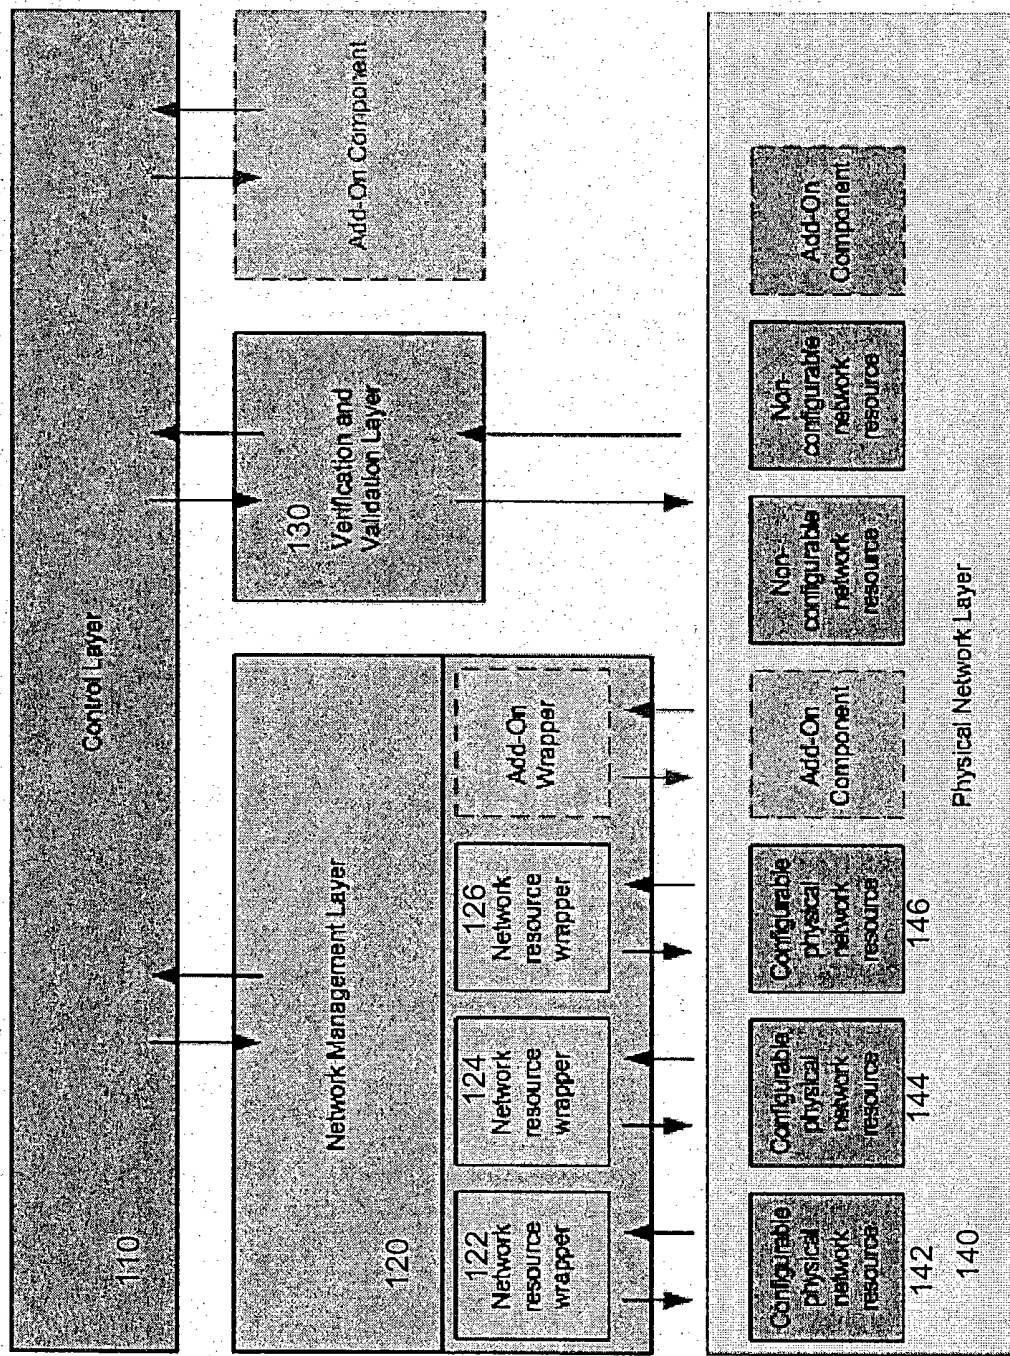 110
Control Layer
120
Network Management Layer
122
Network
resource
wrapper
124
Network
resource
wrapper
126
Network
resource
wrapper
Add-On
Wrapper
130
Verification and
Validation Layer
Add-On Component
Configurable
physical
network
resource
142
Configurable
physical
network
resource
144
Configurable
physical
network
resource
146
Add-On
Component
Non-
configurable
network
resource
Non-
configurable
network
resource
Add-On
Component
140
Physical Network Layer